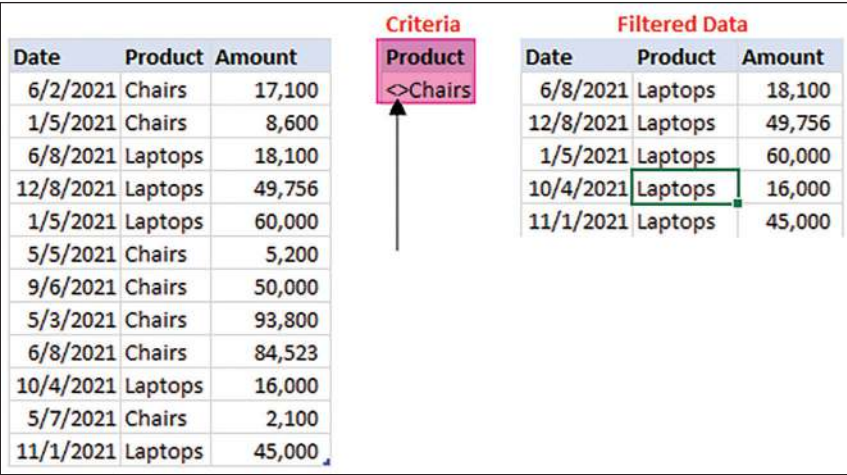 Criteria Filtered Data
Date Product Amount Product Date Product Amount
6/2/2021 Chairs 17,100 <>Chairs 6/8/2021 Laptops 18,100
1/5/2021 Chairs 8,600 12/8/2021 Laptops 49,756
6/8/2021 Laptops 18,100 1/5/2021 Laptops 60,000
12/8/2021 Laptops 49,756 10/4/2021 Laptops 16,000
1/5/2021 Laptops 60,000 11/1/2021 Laptops 45,000
5/5/2021 Chairs 5,200
9/6/2021 Chairs 50,000
5/3/2021 Chairs 93,800
6/8/2021 Chairs 84,523
10/4/2021 Laptops 16,000
5/7/2021 Chairs 2,100
11/1/2021 Laptops 45,000